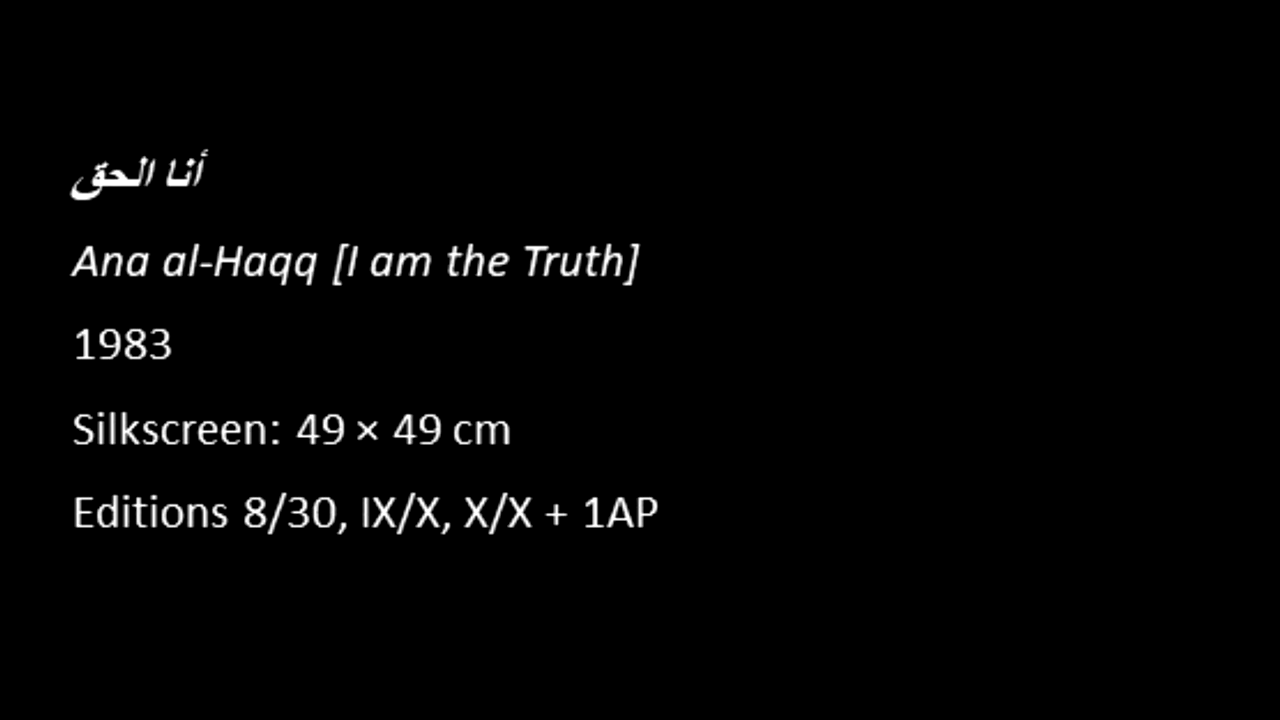 أنا الحق
Ana al-Haqq [I am the Truth]
1983
Silkscreen: 49 × 49 cm
Editions 8/30, IX/X, X/X + 1AP